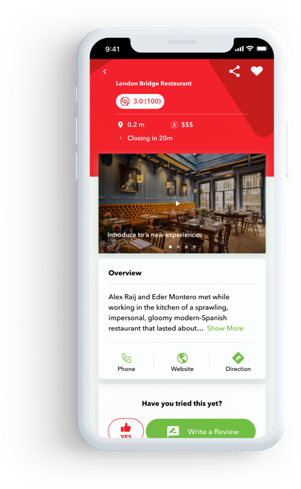 9:41
London Bridge Restaurant
3.0 (100)
0.2 m
$ $$$
Closing in 20m
Introduce to a new experiences
Overview
Alex Raij and Eder Montero met while
working in the kitchen of a sprawling,
impersonal, gloomy modern-Spanish
restaurant that lasted about... Show More
Phone Website Direction
Have you tried this yet?
YES Write a Review